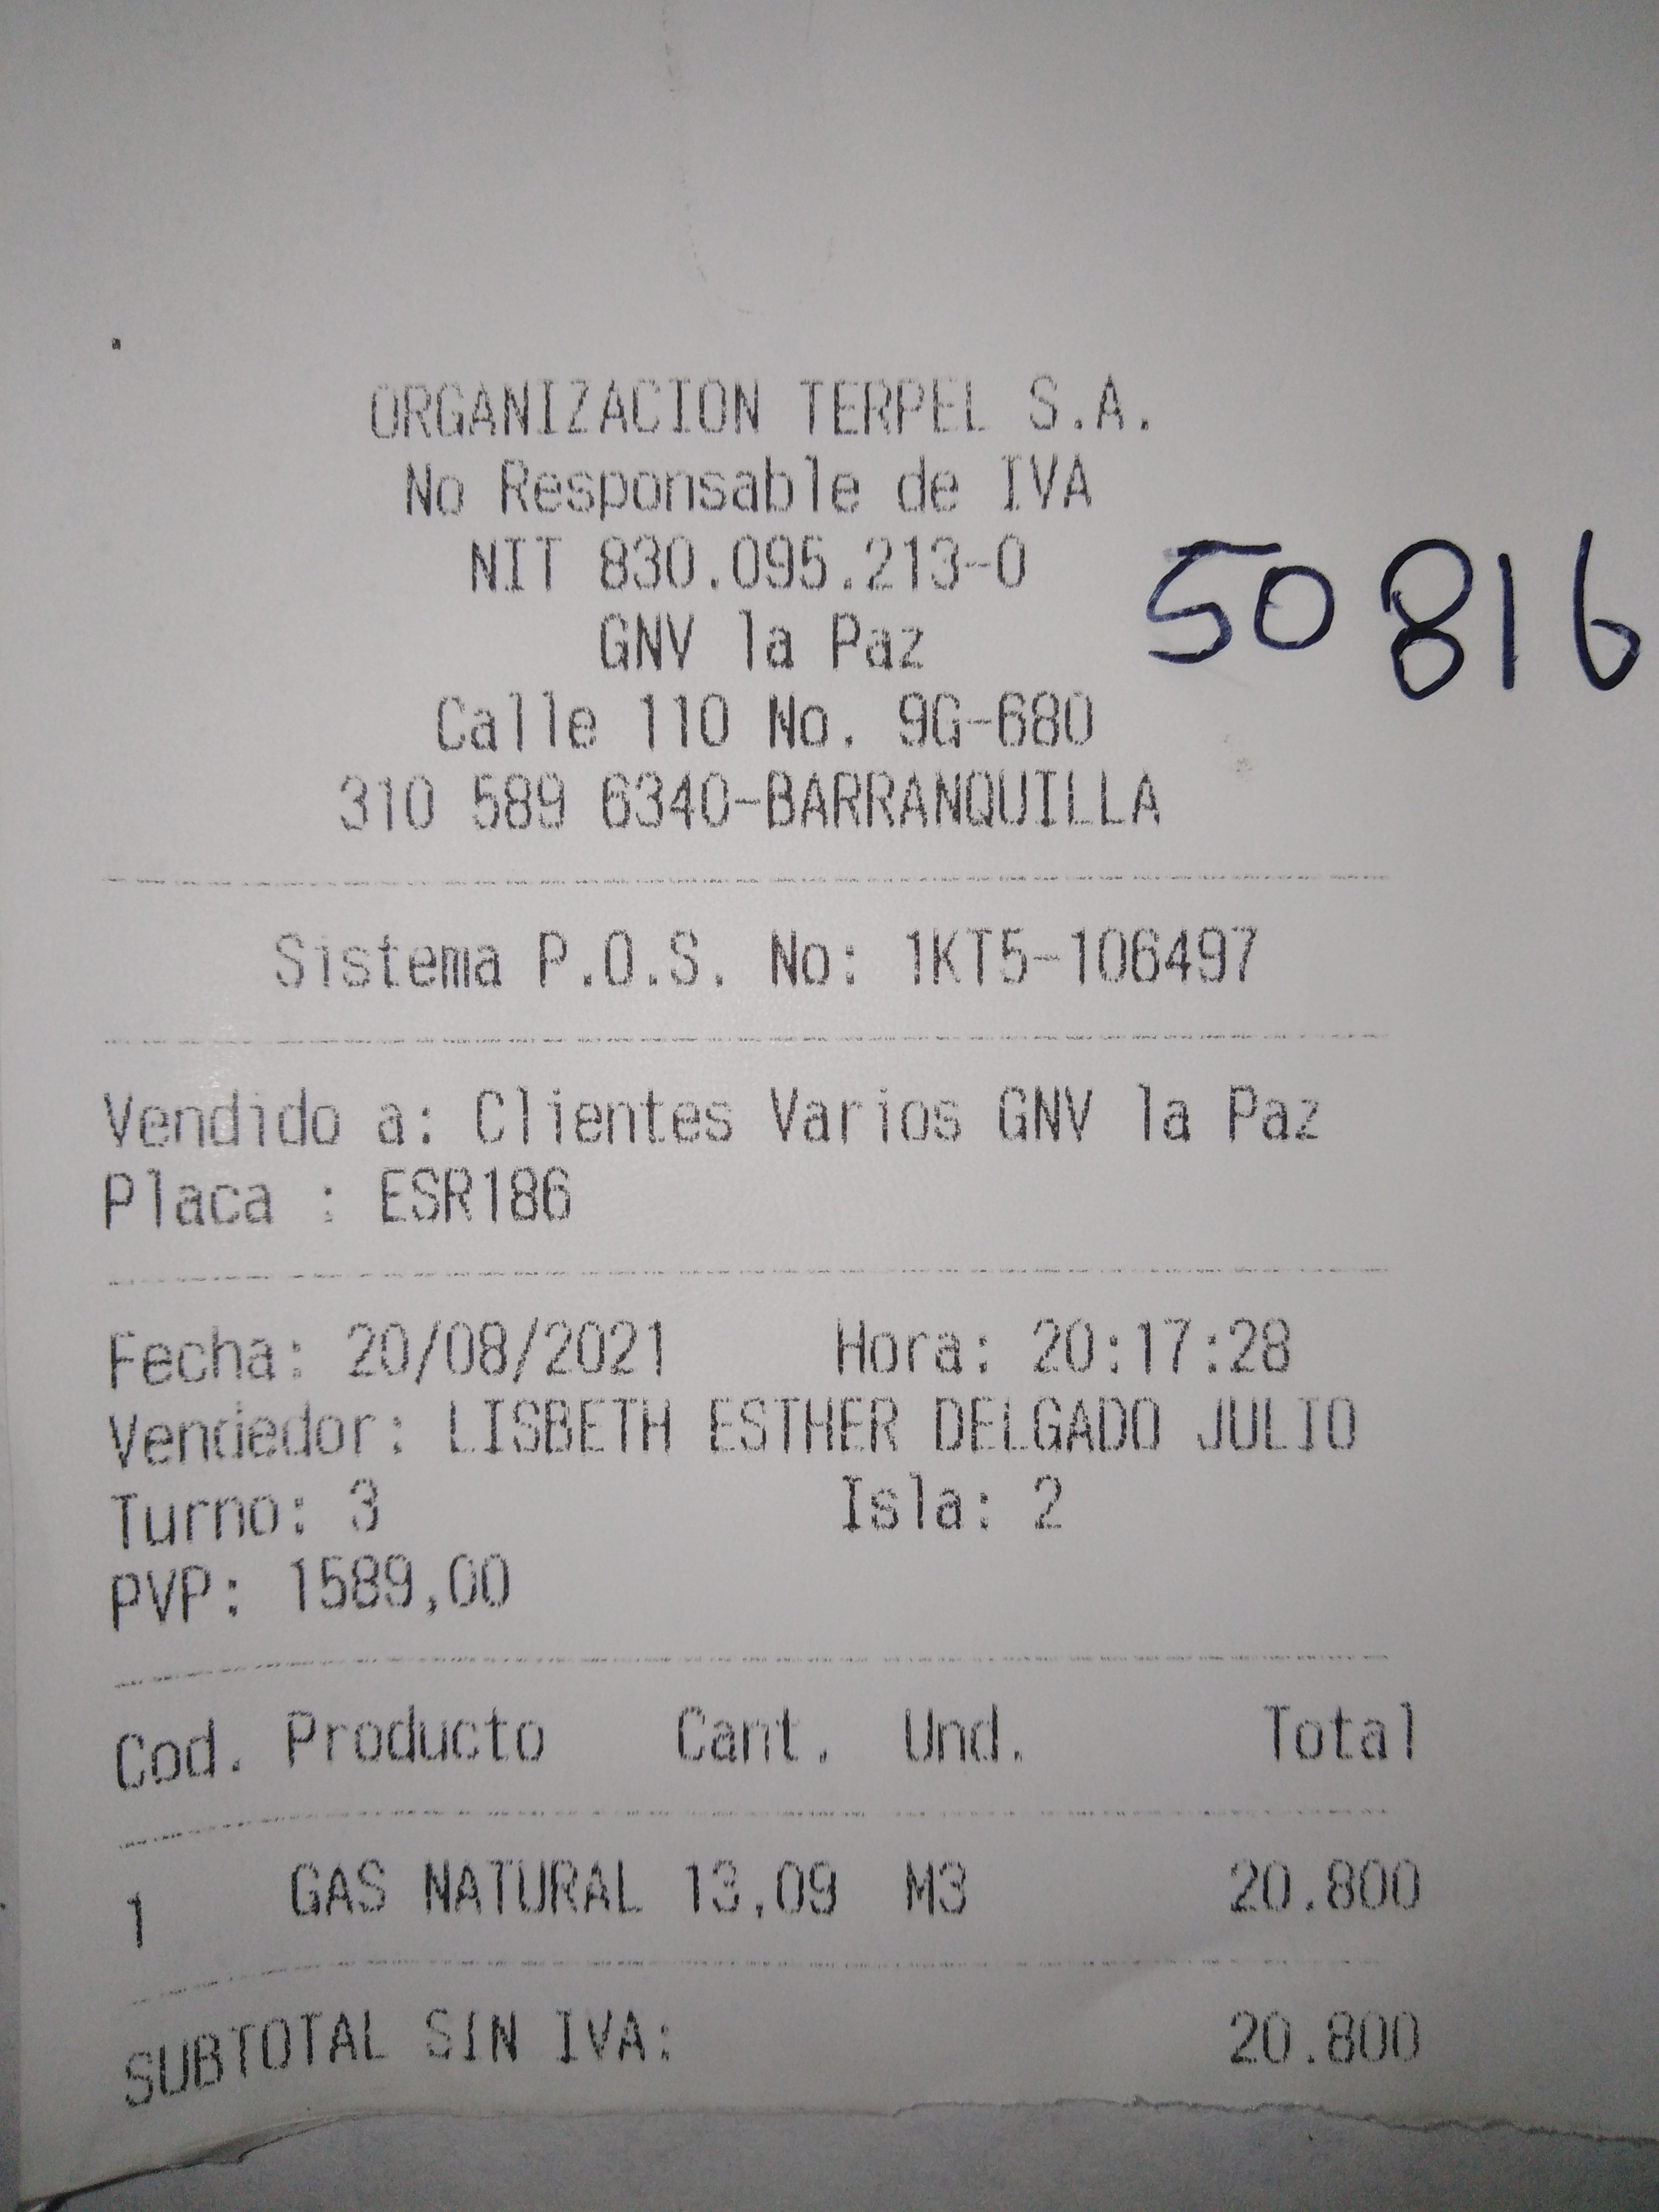 ORGANIZACION TERPEL S.A.
No Responsable de IVA
NIT 830.095.213-0
50816
GNV la Paz
Calle 110 No. 9G-680
310 589 6340-BARRANQUILLA
Sistema P.O.S. No: 1KT5-106497
Vendido a: Clientes Varios GNV la Paz
Placa : ESR186
Fecha: 20/08/2021 Hora: 20:17:28
Vendedor: LISBETH ESTHER DELGADO JULIO
Turno: 3 Isla: 2
PVP: 1589,00
Cod. Producto Cant. Und. Total
1 GAS NATURAL 13,09 M3 20.800
SUBTOTAL SIN IVA: 20.800